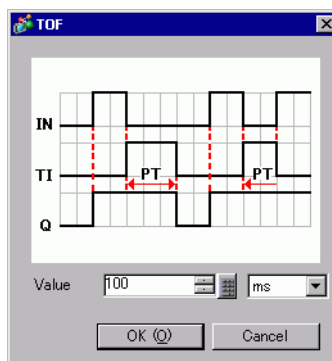 TOF
IN
TI
PT
PT
Q
Value
100
ms
OK (O)
Cancel